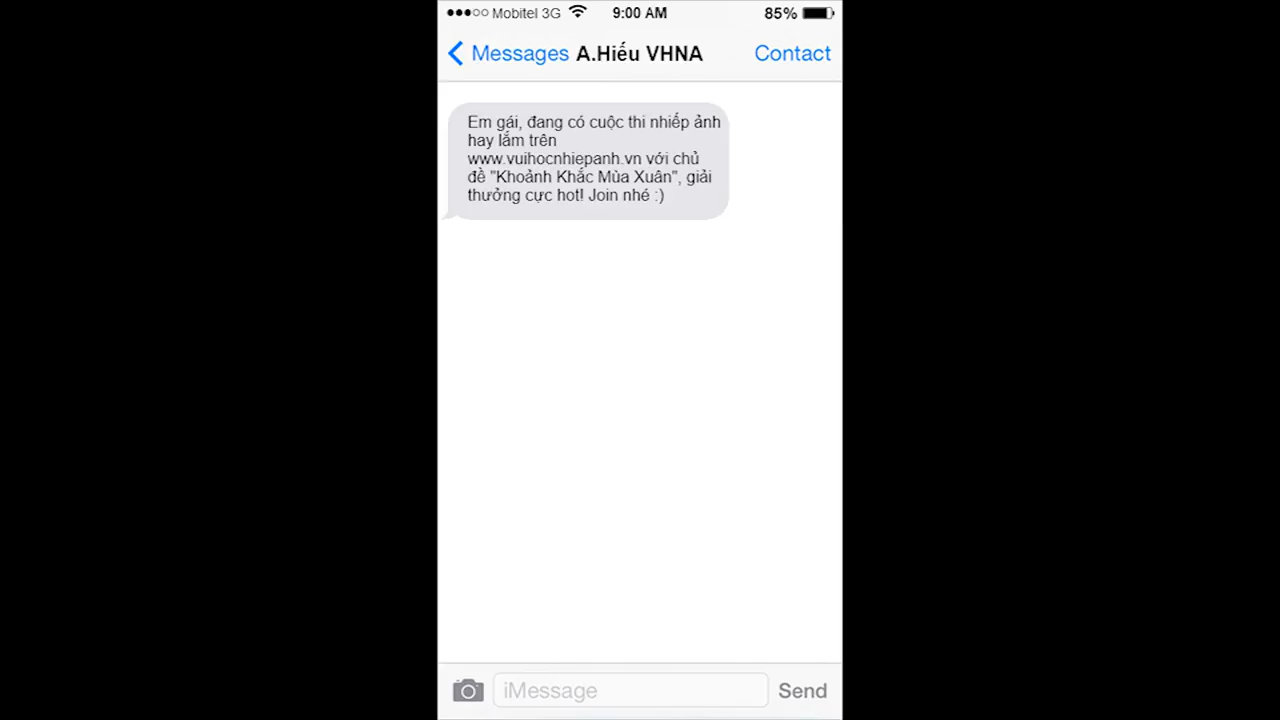 Mobitel 3G 9:00 AM 85%
Messages A.Hiếu VHNA Contact
Em gái, đang có cuộc thi nhiếp ảnh
hay lắm trên
www.vuihocnhiepanh.vn với chủ
đề "Khoảnh Khắc Mùa Xuân", giải
thưởng cực hot! Join nhé :)
iMessage Send